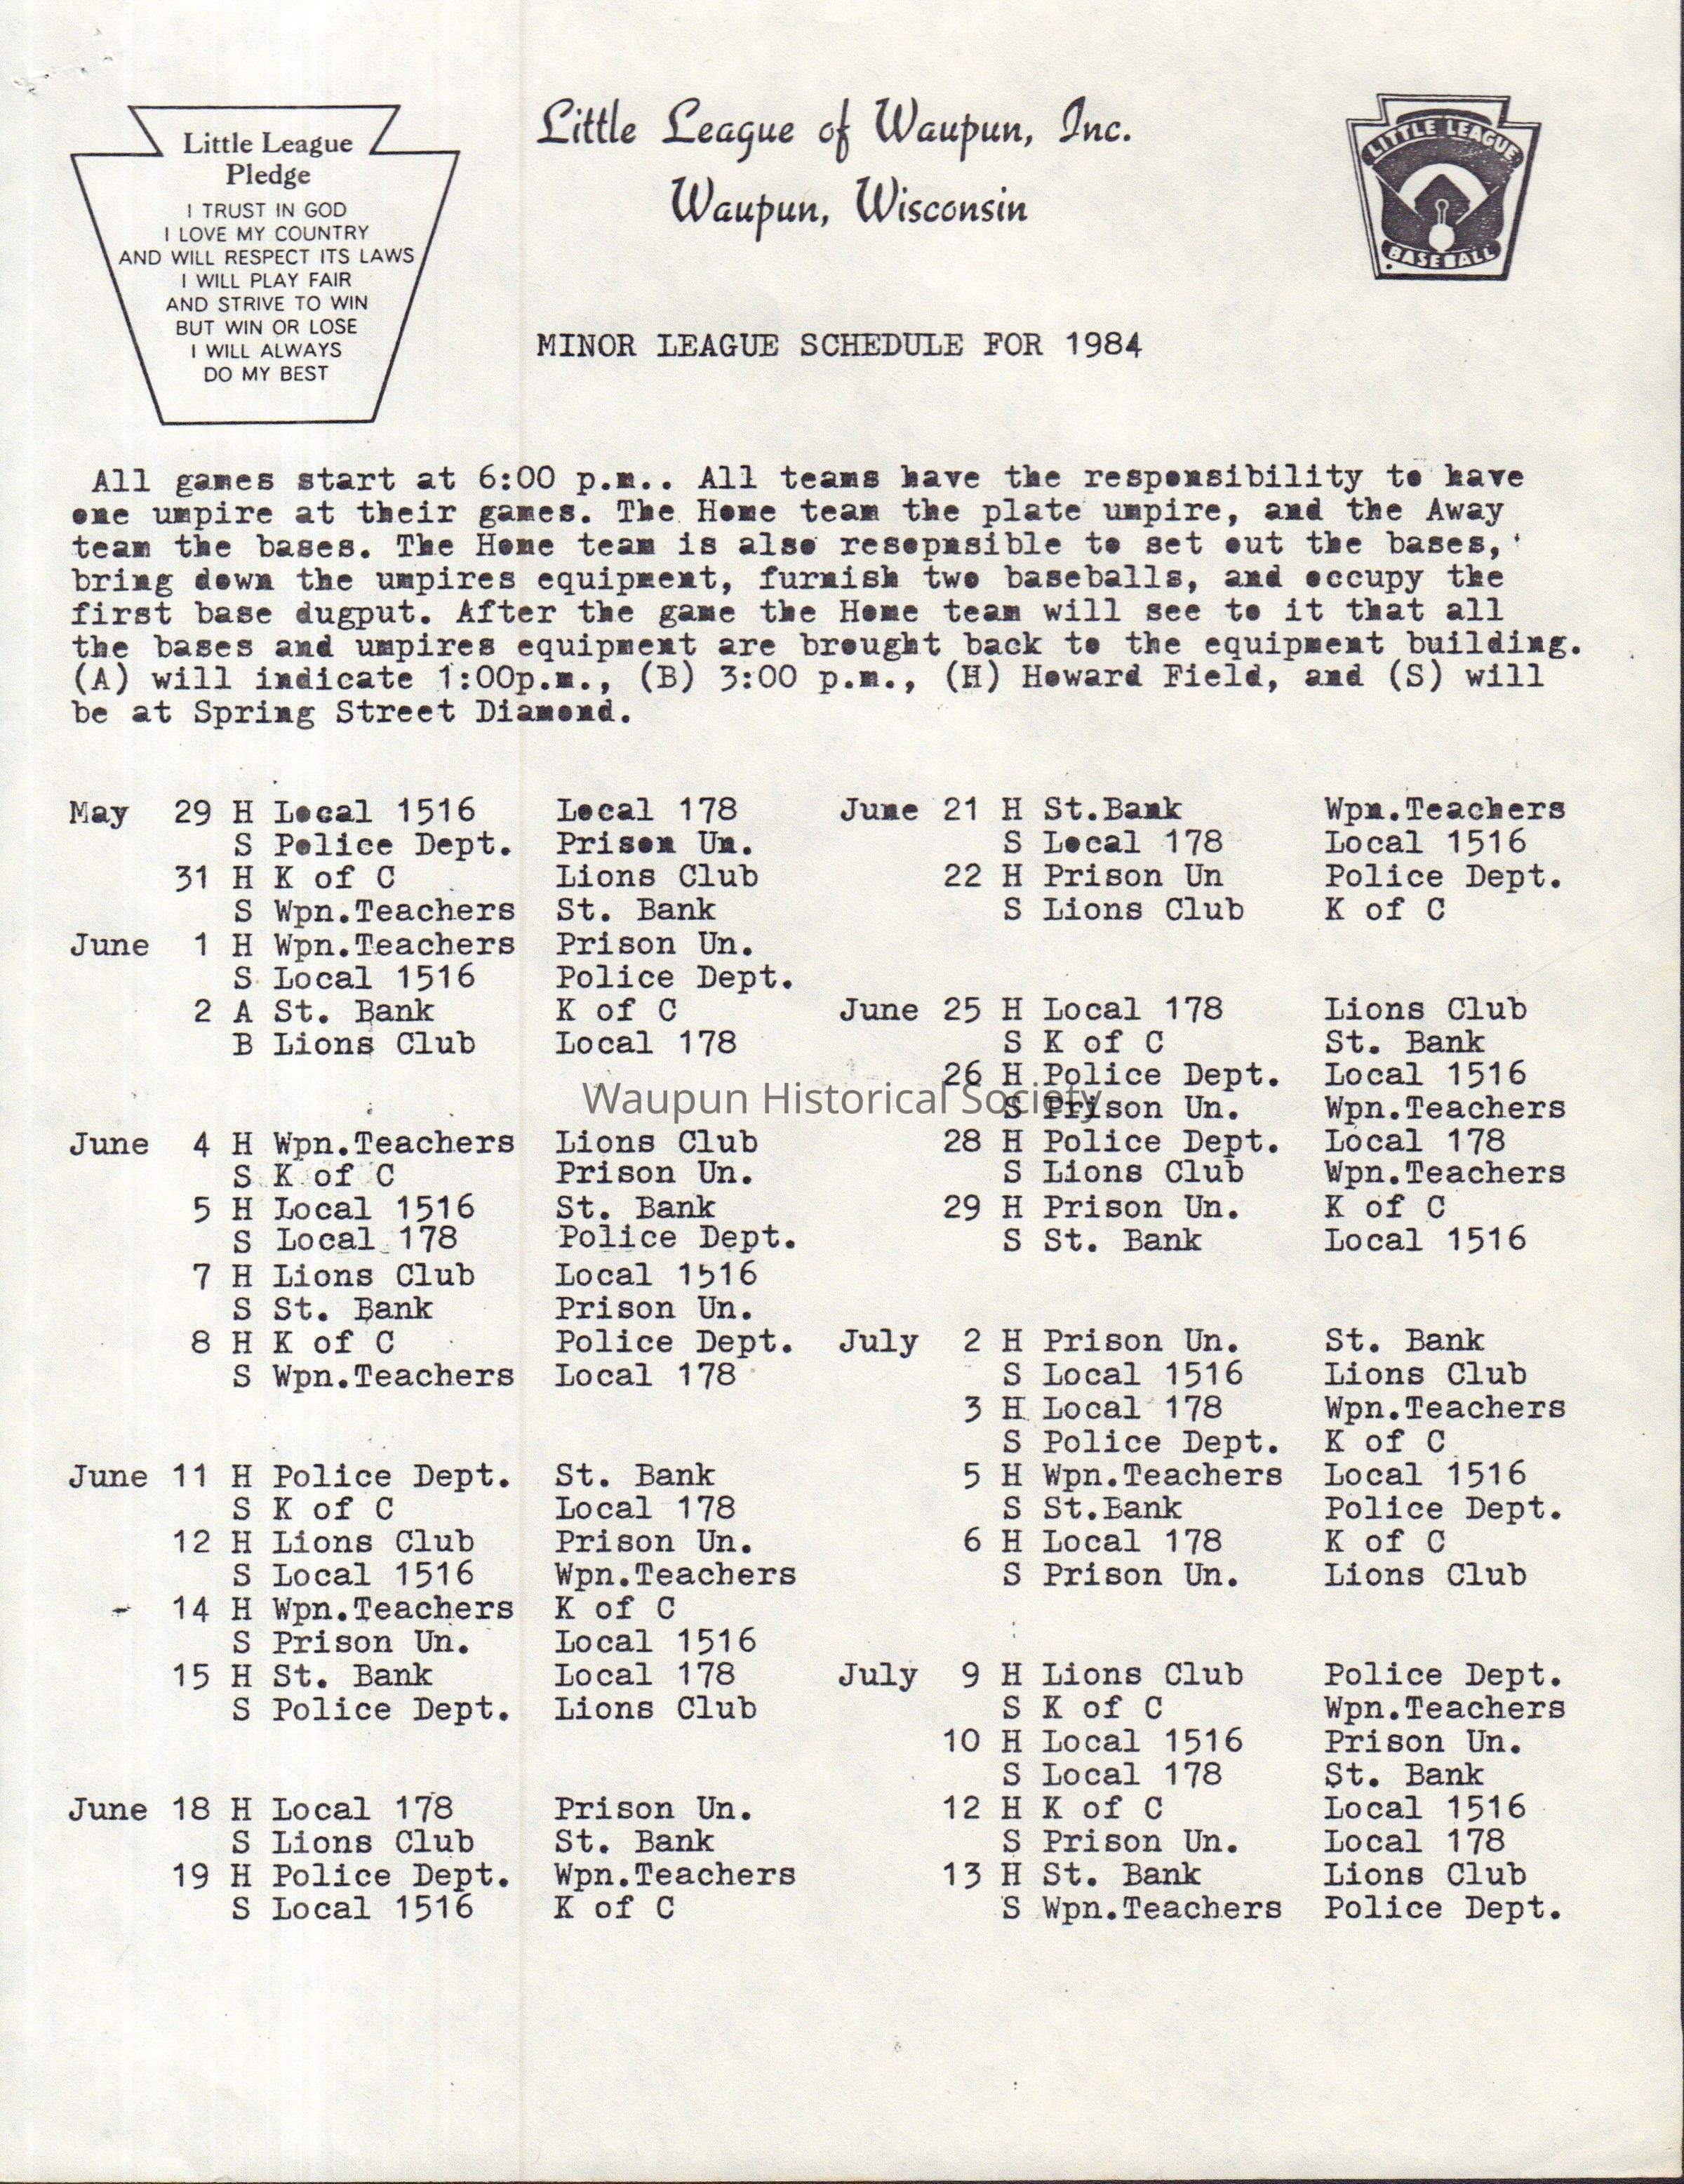 Little League
Pledge
I TRUST IN GOD
I LOVE MY COUNTRY
AND WILL RESPECT ITS LAWS
I WILL PLAY FAIR
AND STRIVE TO WIN
BUT WIN OR LOSE
I WILL ALWAYS
DO MY BEST
Little League of Waupun, Inc.
Waupun, Wisconsin
LITTLE LEAGUE
BASEBALL
MINOR LEAGUE SCHEDULE FOR 1984
All games start at 6:00 p.m.. All teams have the responsibility to have
one umpire at their games. The Home team the plate umpire, and the Away
team the bases. The Home team is also resopnsible to set out the bases,
bring down the umpires equipment, furnish two baseballs, and occupy the
first base dugput. After the game the Home team will see to it that all
the bases and umpires equipment are brought back to the equipment building.
(A) will indicate 1:00p.m., (B) 3:00 p.m., (H) Howard Field, and (S) will
be at Spring Street Diamond.
May 29 H Local 1516 Local 178
S Police Dept. Prison Un.
31 H K of C Lions Club
S Wpn.Teachers St. Bank
June 1 H Wpn.Teachers Prison Un.
S Local 1516 Police Dept.
2 A St. Bank K of C
B Lions Club Local 178
June 4 H Wpn.Teachers Lions Club
S K of C Prison Un.
5 H Local 1516 St. Bank
S Local 178 Police Dept.
7 H Lions Club Local 1516
S St. Bank Prison Un.
8 H K of C Police Dept.
S Wpn.Teachers Local 178
June 11 H Police Dept. St. Bank
S K of C Local 178
12 H Lions Club Prison Un.
S Local 1516 Wpn.Teachers
14 H Wpn.Teachers K of C
S Prison Un. Local 1516
15 H St. Bank Local 178
S Police Dept. Lions Club
June 18 H Local 178 Prison Un.
S Lions Club St. Bank
19 H Police Dept. Wpn.Teachers
S Local 1516 K of C
June 21 H St.Bank Wpn.Teachers
S Local 178 Local 1516
22 H Prison Un Police Dept.
S Lions Club K of C
June 25 H Local 178 Lions Club
S K of C St. Bank
26 H Police Dept. Local 1516
S Prison Un. Wpn.Teachers
28 H Police Dept. Local 178
S Lions Club Wpn.Teachers
29 H Prison Un. K of C
S St. Bank Local 1516
July 2 H Prison Un. St. Bank
S Local 1516 Lions Club
3 H Local 178 Wpn.Teachers
S Police Dept. K of C
5 H Wpn.Teachers Local 1516
S St.Bank Police Dept.
6 H Local 178 K of C
S Prison Un. Lions Club
July 9 H Lions Club Police Dept.
S K of C Wpn.Teachers
10 H Local 1516 Prison Un.
S Local 178 St. Bank
12 H K of C Local 1516
S Prison Un. Local 178
13 H St. Bank Lions Club
S Wpn.Teachers Police Dept.
Waupun Historical Society